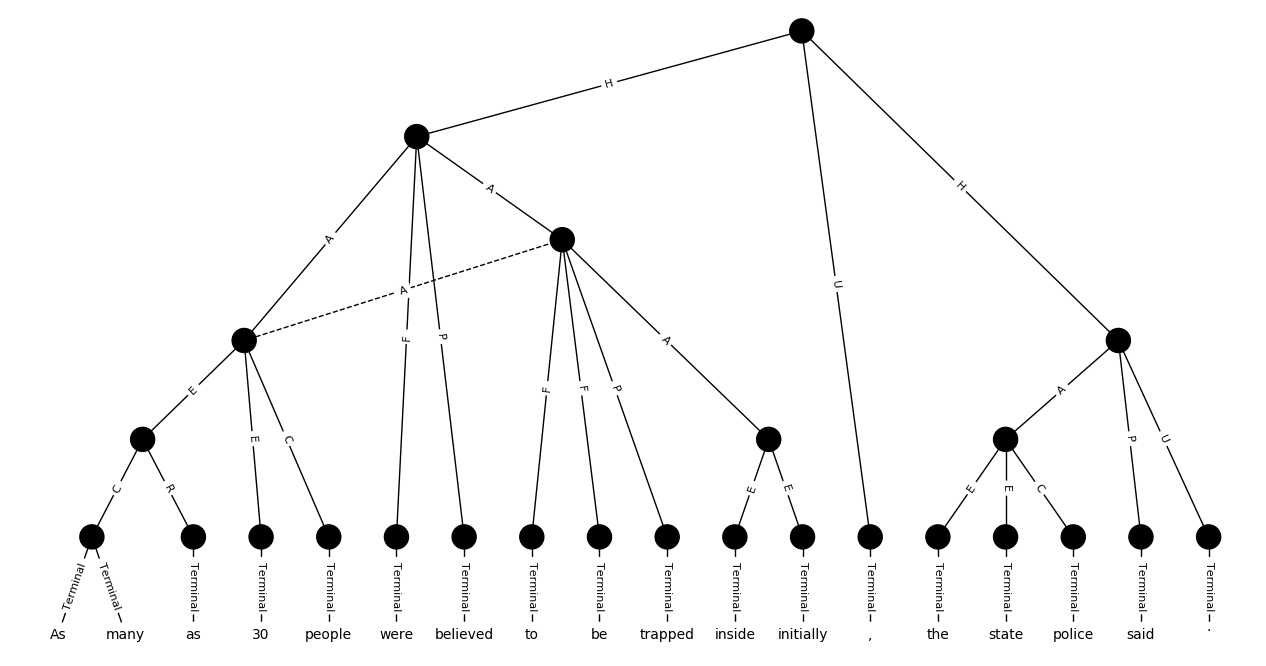 H
A
H
A
U
A
F
P
A
E
E
C
F
F
P
A
P
U
C
R
E
E
E
E
C
Terminal Terminal Terminal Terminal Terminal Terminal Terminal Terminal Terminal Terminal Terminal Terminal Terminal Terminal Terminal Terminal Terminal Terminal
As many as 30 people were believed to be trapped inside initially , the state police said .